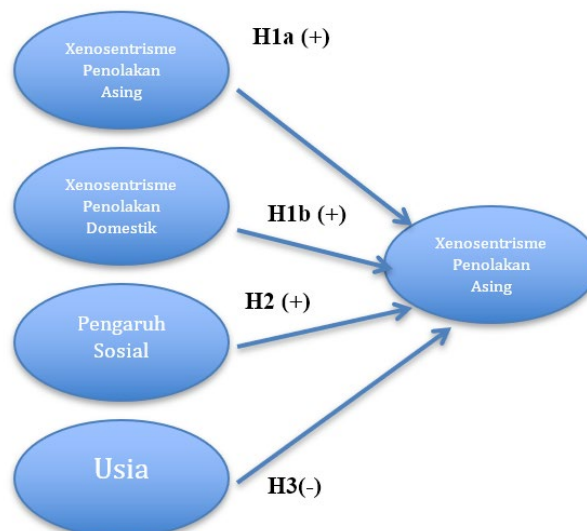 Xenosentrisme
Penolakan
Asing
H1a (+)
Xenosentrisme
Penolakan
Domestik
H1b (+)
Pengaruh
Sosial
H2 (+)
Usia
H3(-)
Xenosentrisme
Penolakan
Asing